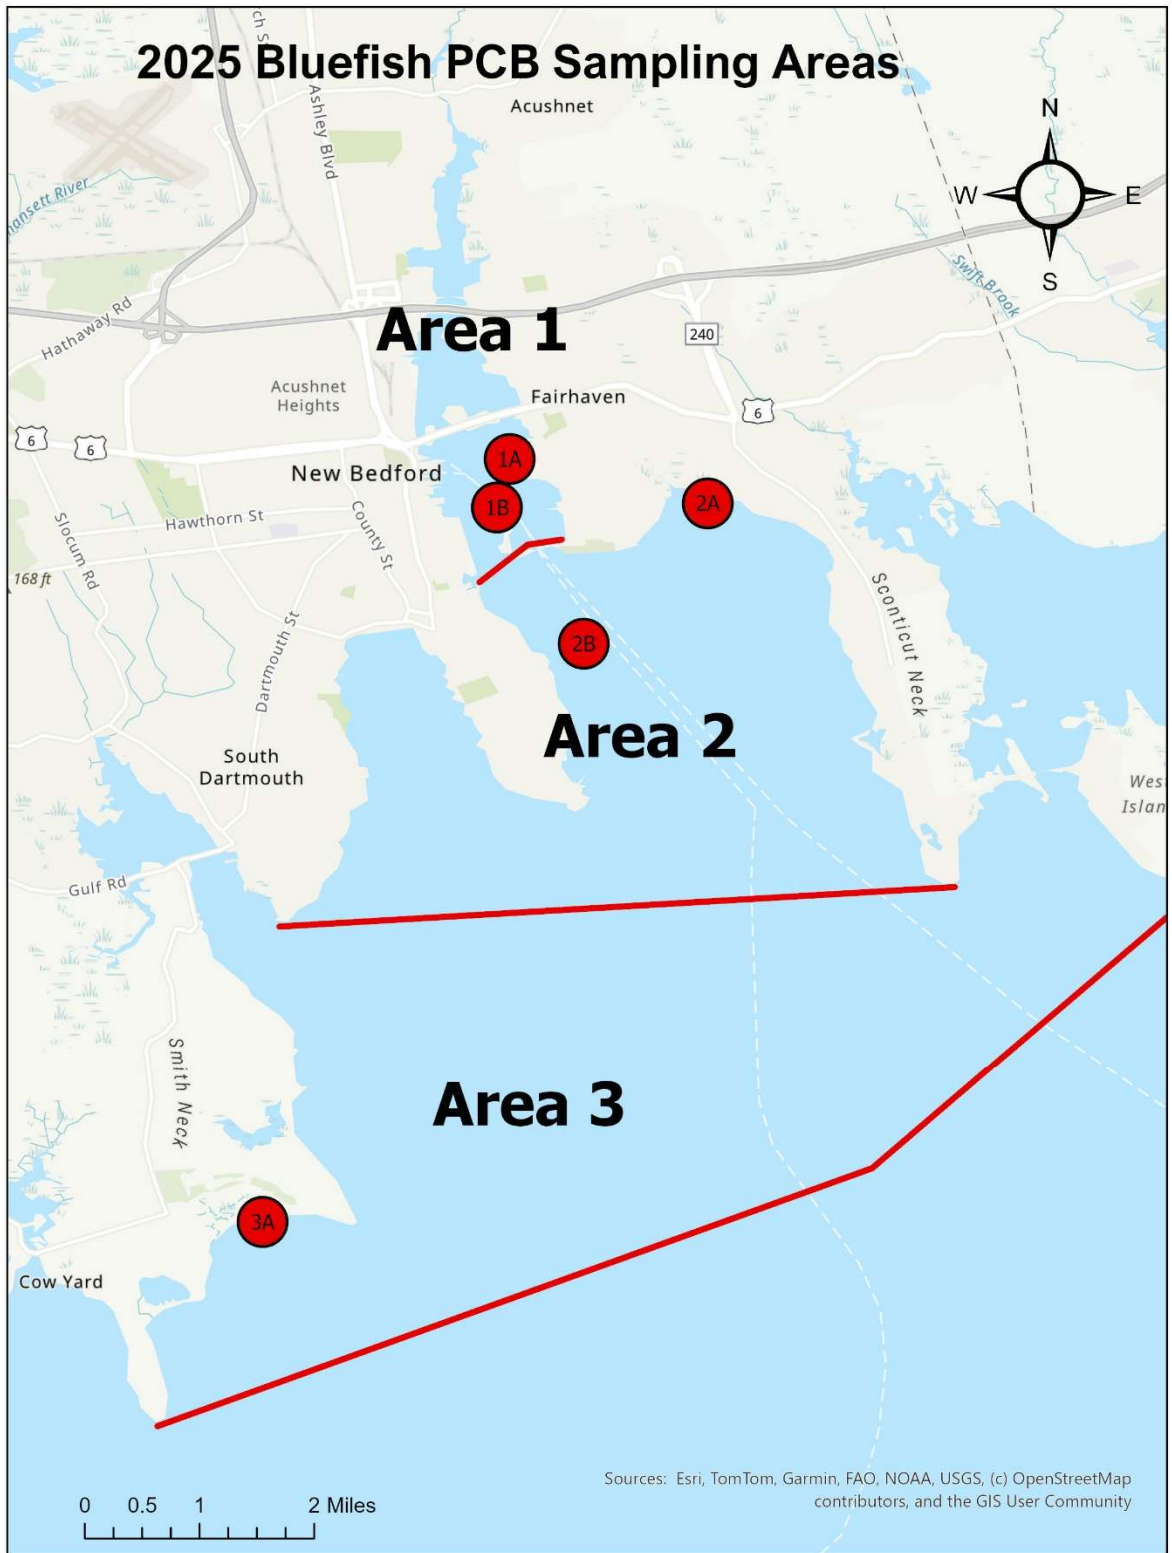 2025 Bluefish PCB Sampling Areas
Ashley Blvd
Acushnet
N
W
E
S
Hathaway Rd
Swift Brook
Area 1
240
Acushnet
Heights
Fairhaven
6
6
6
1A
New Bedford
1B
2A
Hawthorn St
County St
Slocum Rd
168 ft
Sconticut Neck
Dartmouth St
2B
Area 2
South
Dartmouth
Gulf Rd
Smith Neck
Area 3
3A
Cow Yard
Sources: Esri, TomTom, Garmin, FAO, NOAA, USGS, (c) OpenStreetMap
contributors, and the GIS User Community
0 0.5 1 2 Miles